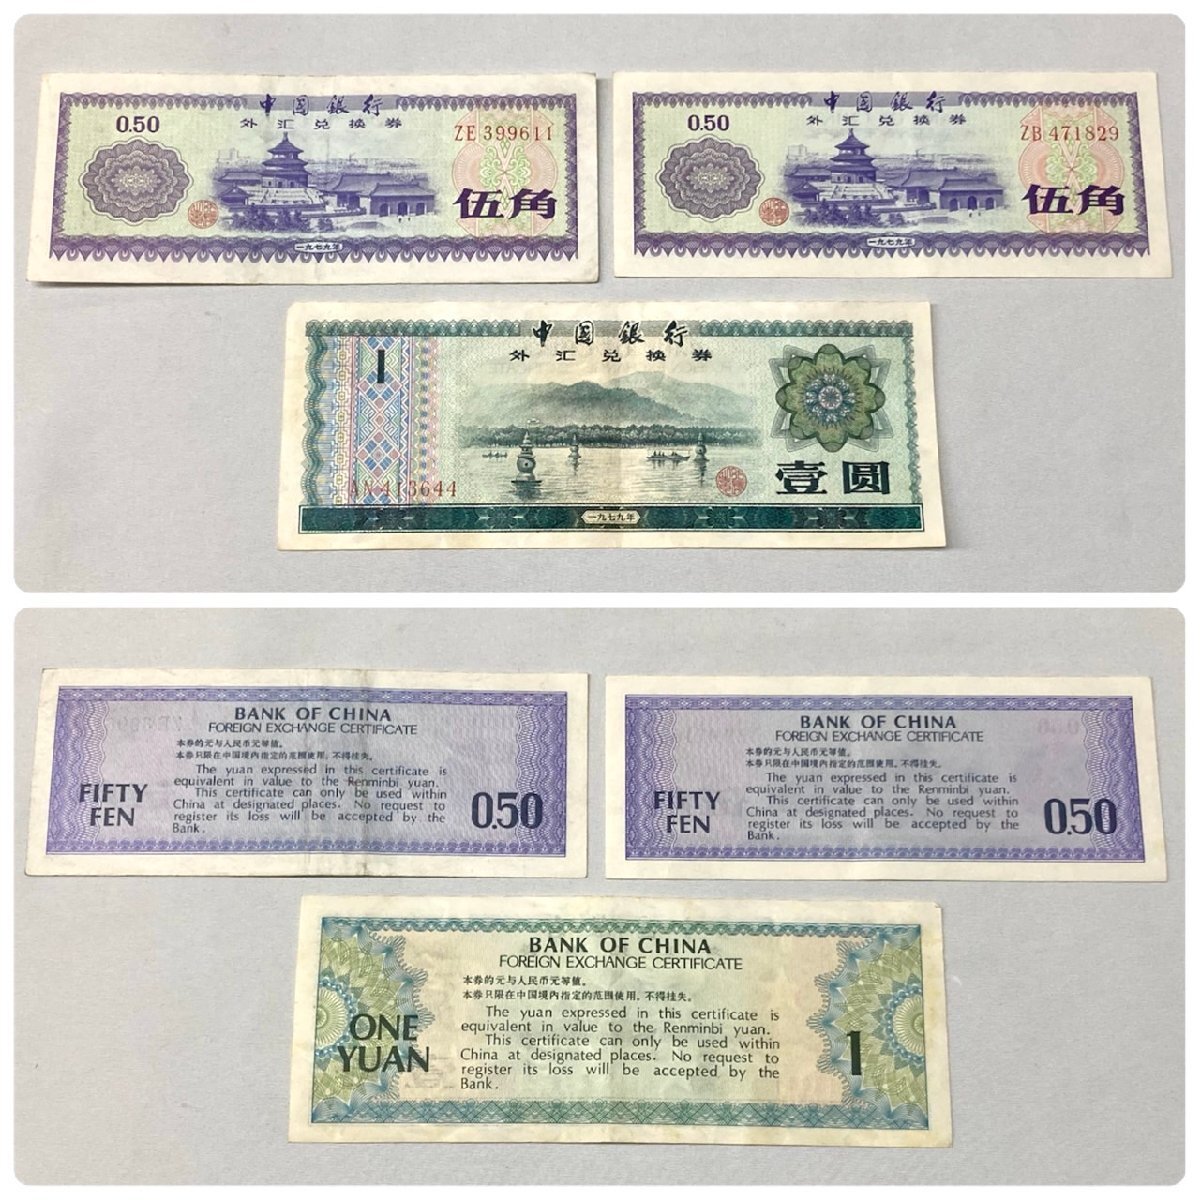 中国銀行
外汇兑换券
0.50
ZE 399611
伍角
一九七九年
中国銀行
外汇兑换券
0.50
ZB 471829
伍角
一九七九年
中国銀行
外汇兑换券
1
AN 413644
壹圆
一九七九年
BANK OF CHINA
FOREIGN EXCHANGE CERTIFICATE
本券的元与人民币元等值。
本券只限在中国境内指定的范围使用,不得挂失。
The yuan expressed in this certificate is
equivalent in value to the Renminbi yuan.
This certificate can only be used within
China at designated places. No request to
register its loss will be accepted by the
Bank.
FIFTY
FEN
0.50
BANK OF CHINA
FOREIGN EXCHANGE CERTIFICATE
本券的元与人民币元等值。
本券只限在中国境内指定的范围使用,不得挂失。
The yuan expressed in this certificate is
equivalent in value to the Renminbi yuan.
This certificate can only be used within
China at designated places. No request to
register its loss will be accepted by the
Bank.
FIFTY
FEN
0.50
BANK OF CHINA
FOREIGN EXCHANGE CERTIFICATE
本券的元与人民币元等值。
本券只限在中国境内指定的范围使用,不得挂失。
The yuan expressed in this certificate is
equivalent in value to the Renminbi yuan.
This certificate can only be used within
China at designated places. No request to
register its loss will be accepted by the
Bank.
ONE
YUAN
1